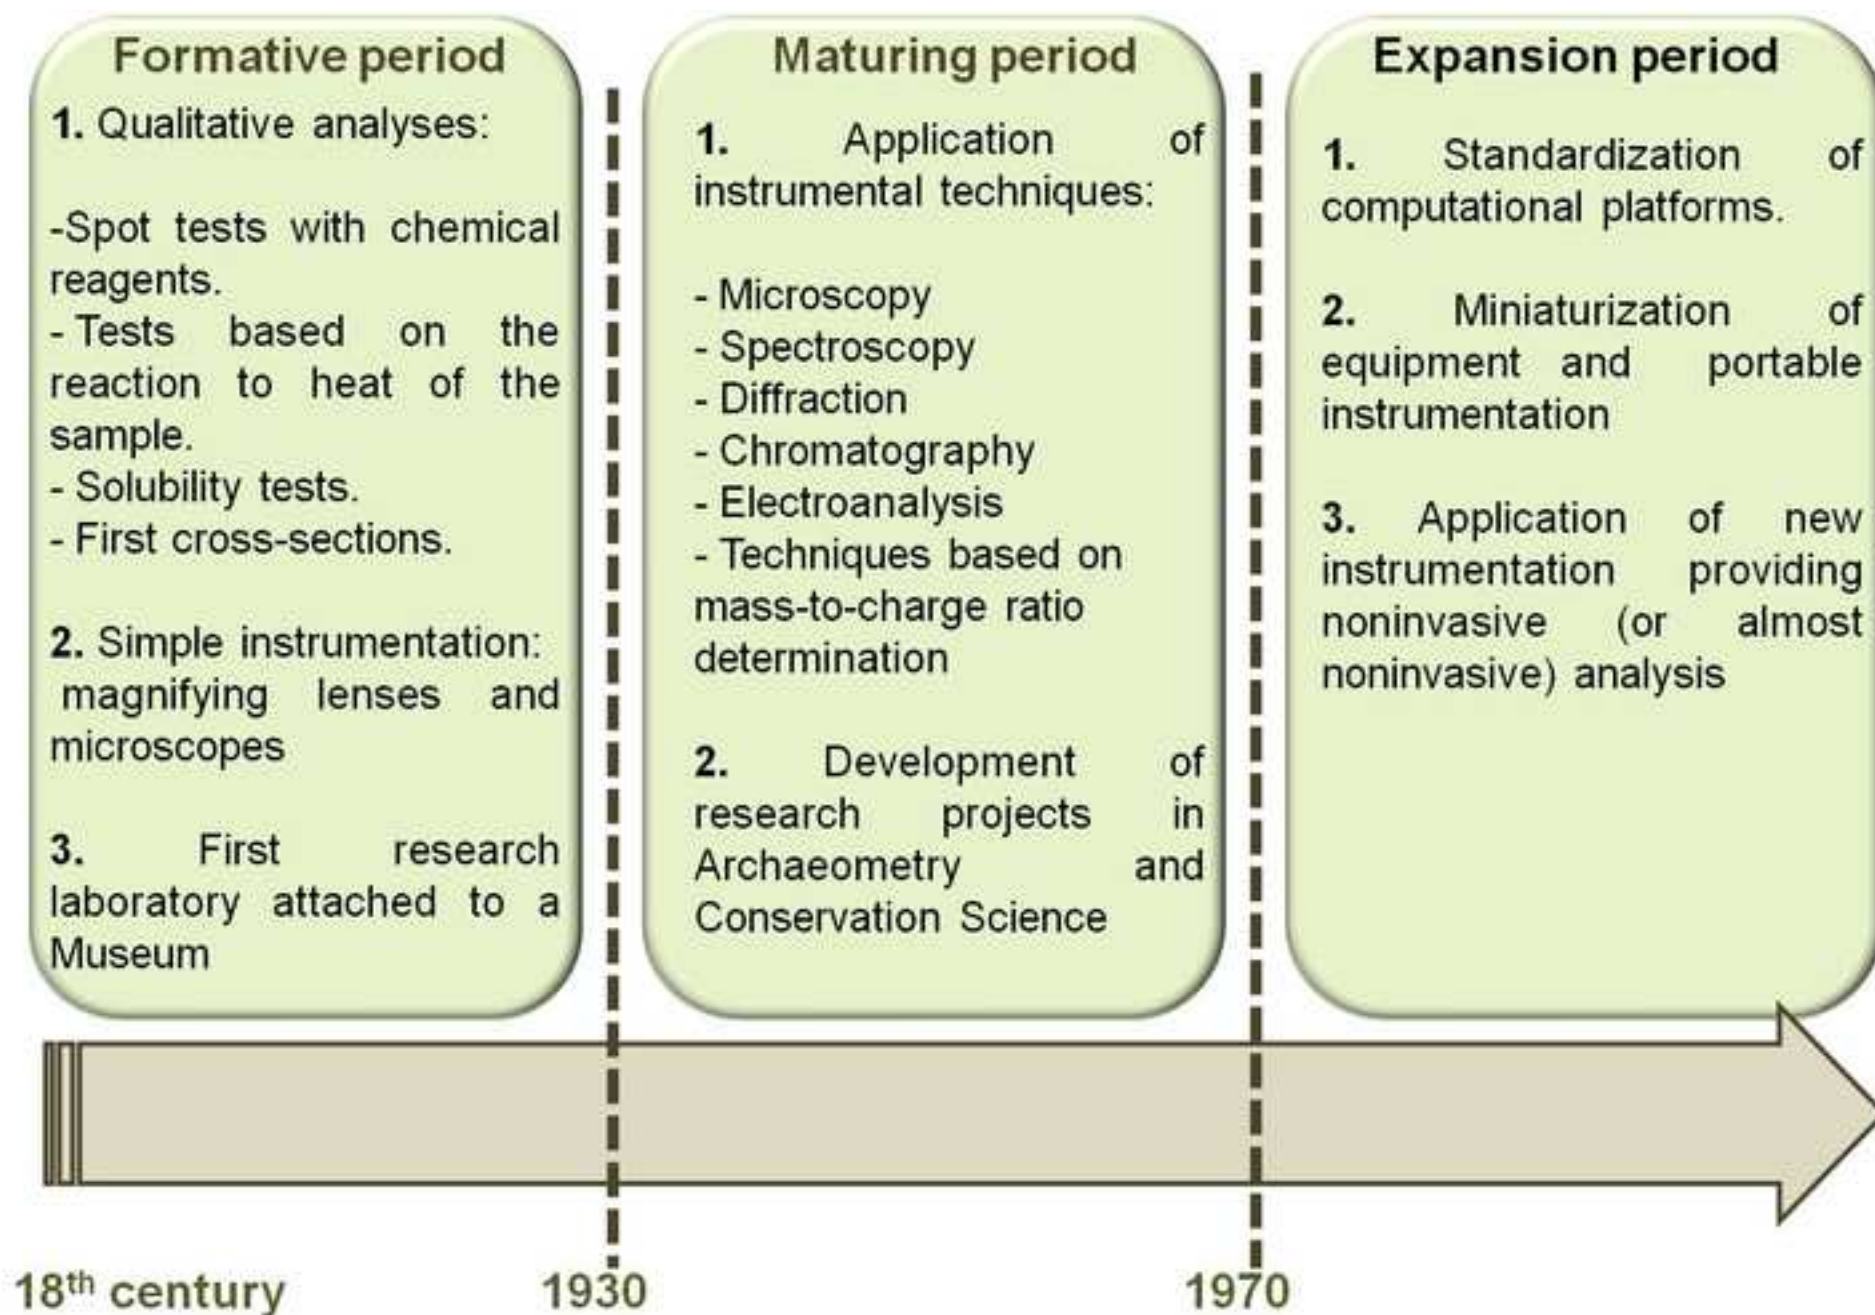 Formative period
1. Qualitative analyses:
-Spot tests with chemical
reagents.
- Tests based on the
reaction to heat of the
sample.
- Solubility tests.
- First cross-sections.
2. Simple instrumentation:
magnifying lenses and
microscopes
3. First research
laboratory attached to a
Museum
Maturing period
1. Application of
instrumental techniques:
- Microscopy
- Spectroscopy
- Diffraction
- Chromatography
- Electroanalysis
- Techniques based on
mass-to-charge ratio
determination
2. Development of
research projects in
Archaeometry and
Conservation Science
Expansion period
1. Standardization of
computational platforms.
2. Miniaturization of
equipment and portable
instrumentation
3. Application of new
instrumentation providing
noninvasive (or almost
noninvasive) analysis
18th century
1930
1970